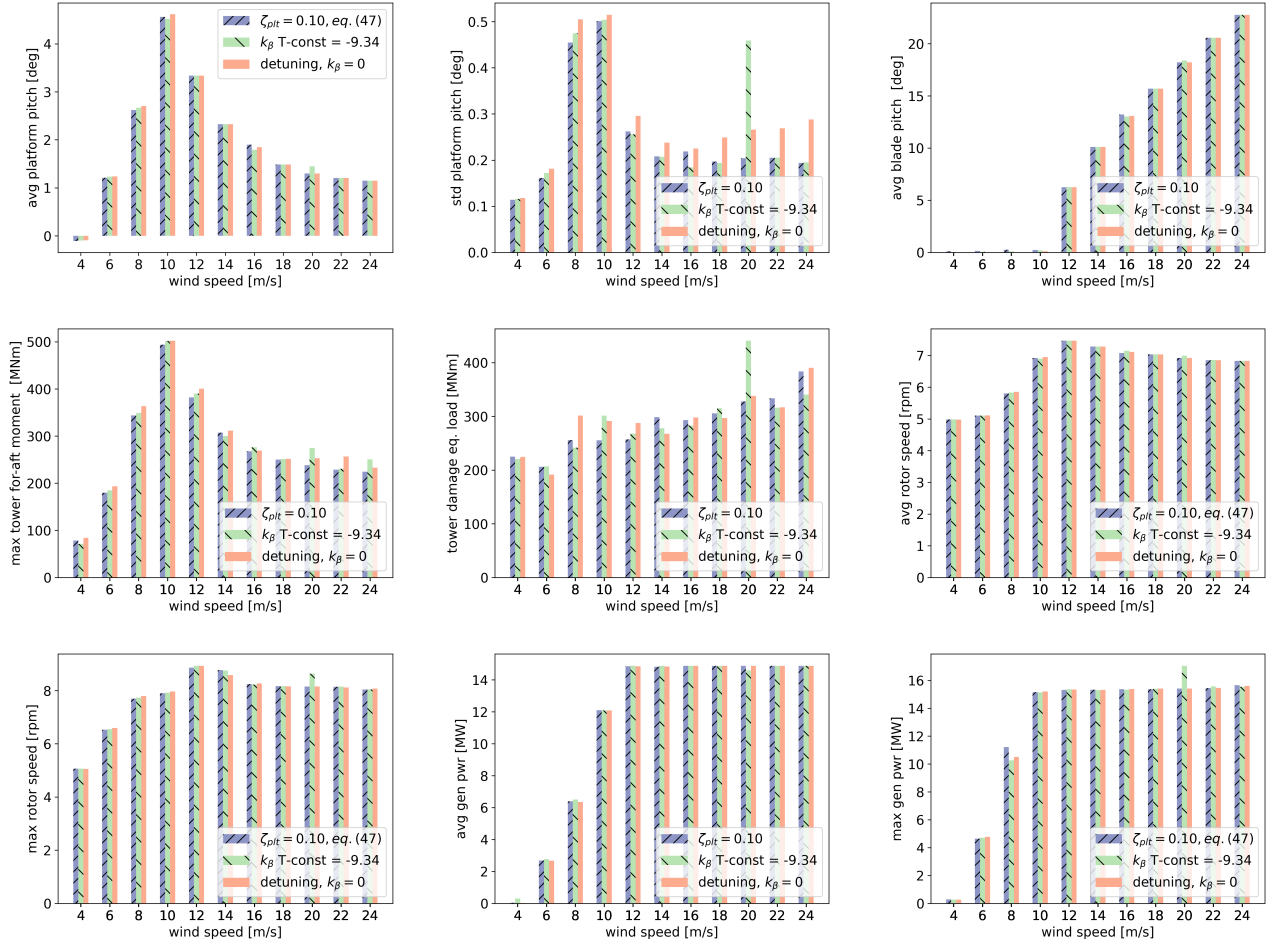 avg platform pitch [deg]
4
3
2
1
0
ζplt = 0.10, eq. (47)
kβ T-const = -9.34
detuning, kβ = 0
4 6 8 10 12 14 16 18 20 22 24
wind speed [m/s]
std platform pitch [deg]
0.5
0.4
0.3
0.2
0.1
0.0
ζplt = 0.10
kβ T-const = -9.34
detuning, kβ = 0
4 6 8 10 12 14 16 18 20 22 24
wind speed [m/s]
avg blade pitch [deg]
20
15
10
5
0
ζplt = 0.10
kβ T-const = -9.34
detuning, kβ = 0
4 6 8 10 12 14 16 18 20 22 24
wind speed [m/s]
max tower for-aft moment [MNm]
500
400
300
200
100
0
ζplt = 0.10
kβ T-const = -9.34
detuning, kβ = 0
4 6 8 10 12 14 16 18 20 22 24
wind speed [m/s]
tower damage eq. load [MNm]
400
300
200
100
0
ζplt = 0.10
kβ T-const = -9.34
detuning, kβ = 0
4 6 8 10 12 14 16 18 20 22 24
wind speed [m/s]
avg rotor speed [rpm]
7
6
5
4
3
2
1
0
ζplt = 0.10, eq. (47)
kβ T-const = -9.34
detuning, kβ = 0
4 6 8 10 12 14 16 18 20 22 24
wind speed [m/s]
max rotor speed [rpm]
8
6
4
2
0
ζplt = 0.10, eq. (47)
kβ T-const = -9.34
detuning, kβ = 0
4 6 8 10 12 14 16 18 20 22 24
wind speed [m/s]
avg gen pwr [MW]
14
12
10
8
6
4
2
0
ζplt = 0.10
kβ T-const = -9.34
detuning, kβ = 0
4 6 8 10 12 14 16 18 20 22 24
wind speed [m/s]
max gen pwr [MW]
16
14
12
10
8
6
4
2
0
ζplt = 0.10, eq. (47)
kβ T-const = -9.34
detuning, kβ = 0
4 6 8 10 12 14 16 18 20 22 24
wind speed [m/s]